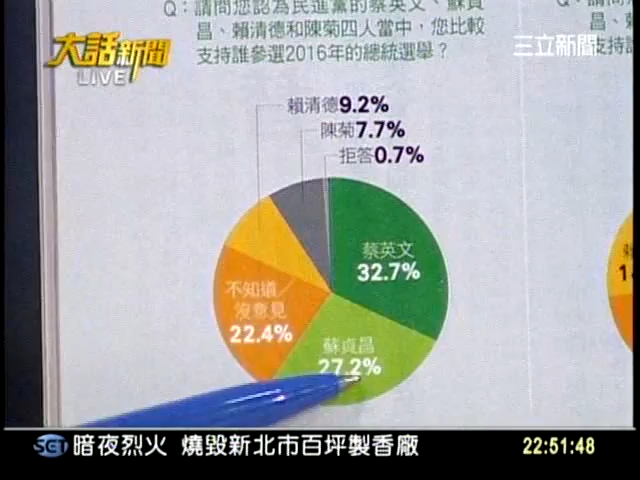 Q：請問您認為民進黨的蔡英文、蘇貞
昌、賴清德和陳菊四人當中，您比較
支持誰參選2016年的總統選舉？
大話新聞
LIVE
三立新聞
賴清德9.2%
陳菊7.7%
拒答0.7%
蔡英文
32.7%
不知道／
沒意見
22.4%
蘇貞昌
27.2%
SET 暗夜烈火 燒毀新北市百坪製香廠
22:51:48